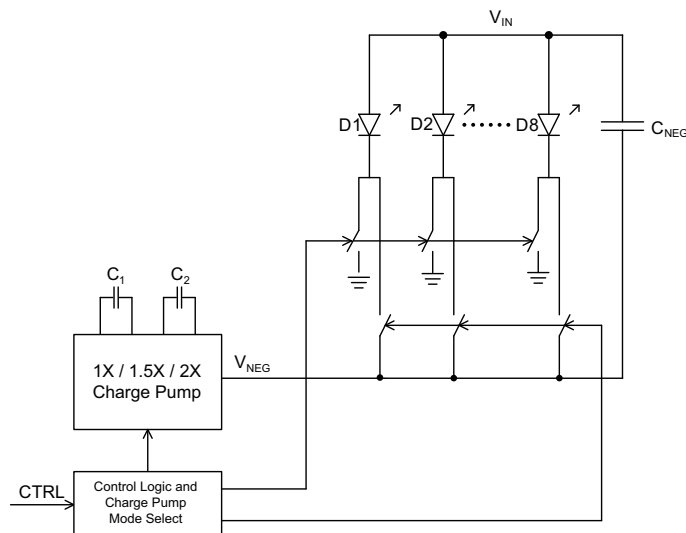 V_IN
D1
D2
D8
C_NEG
C_1
C_2
1X / 1.5X / 2X
Charge Pump
V_NEG
CTRL
Control Logic and
Charge Pump
Mode Select